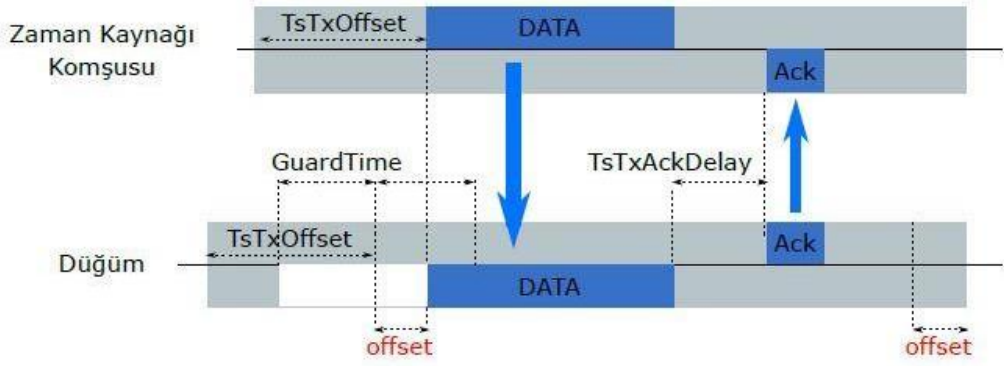 TsTxOffset
DATA
Zaman Kaynağı
Komşusu
Ack
GuardTime
TsTxAckDelay
TsTxOffset
Ack
Düğüm
DATA
offset
offset